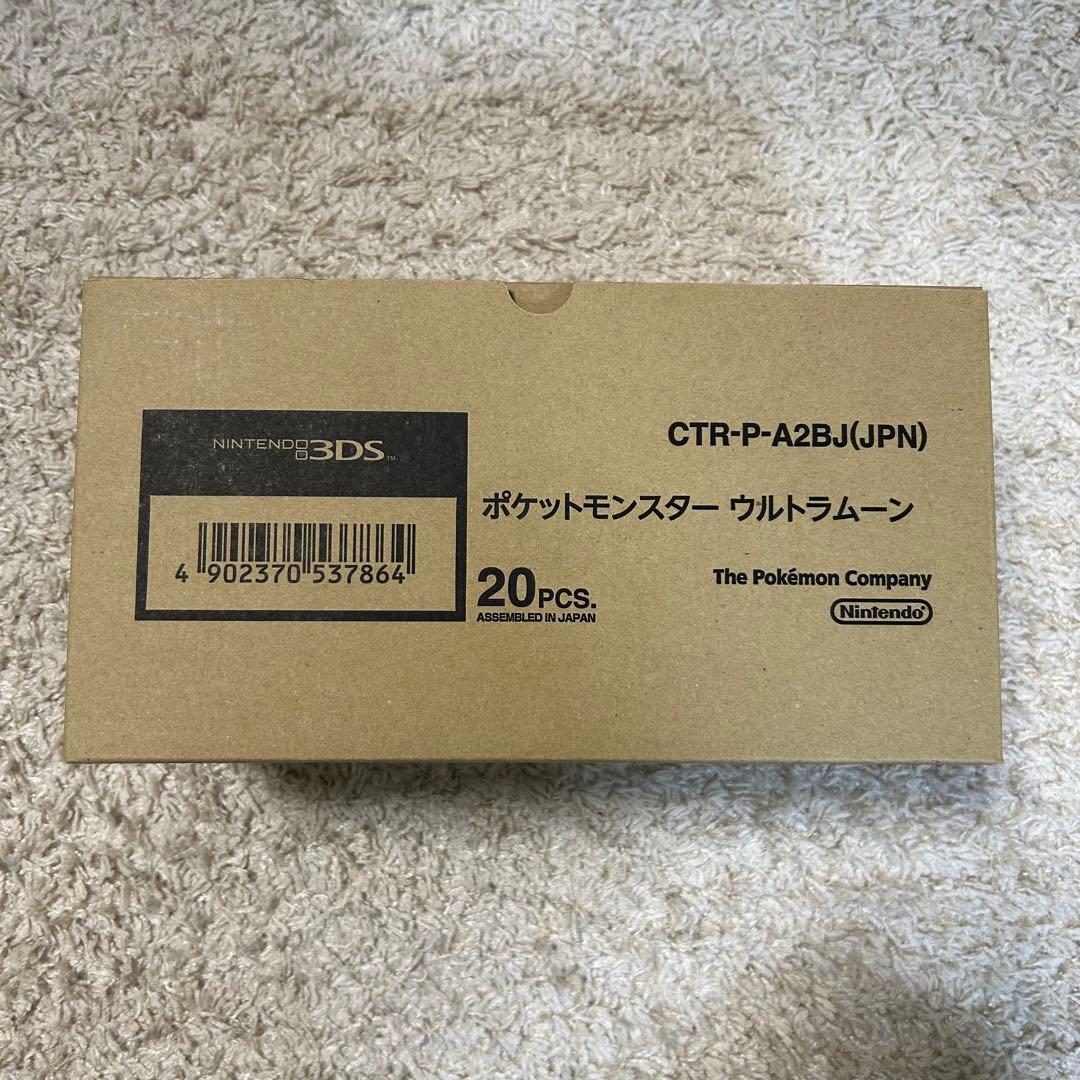 NINTENDO 3DS™
4 902370 537864
CTR-P-A2BJ(JPN)
ポケットモンスター ウルトラムーン
20PCS.
ASSEMBLED IN JAPAN
The Pokémon Company
Nintendo®